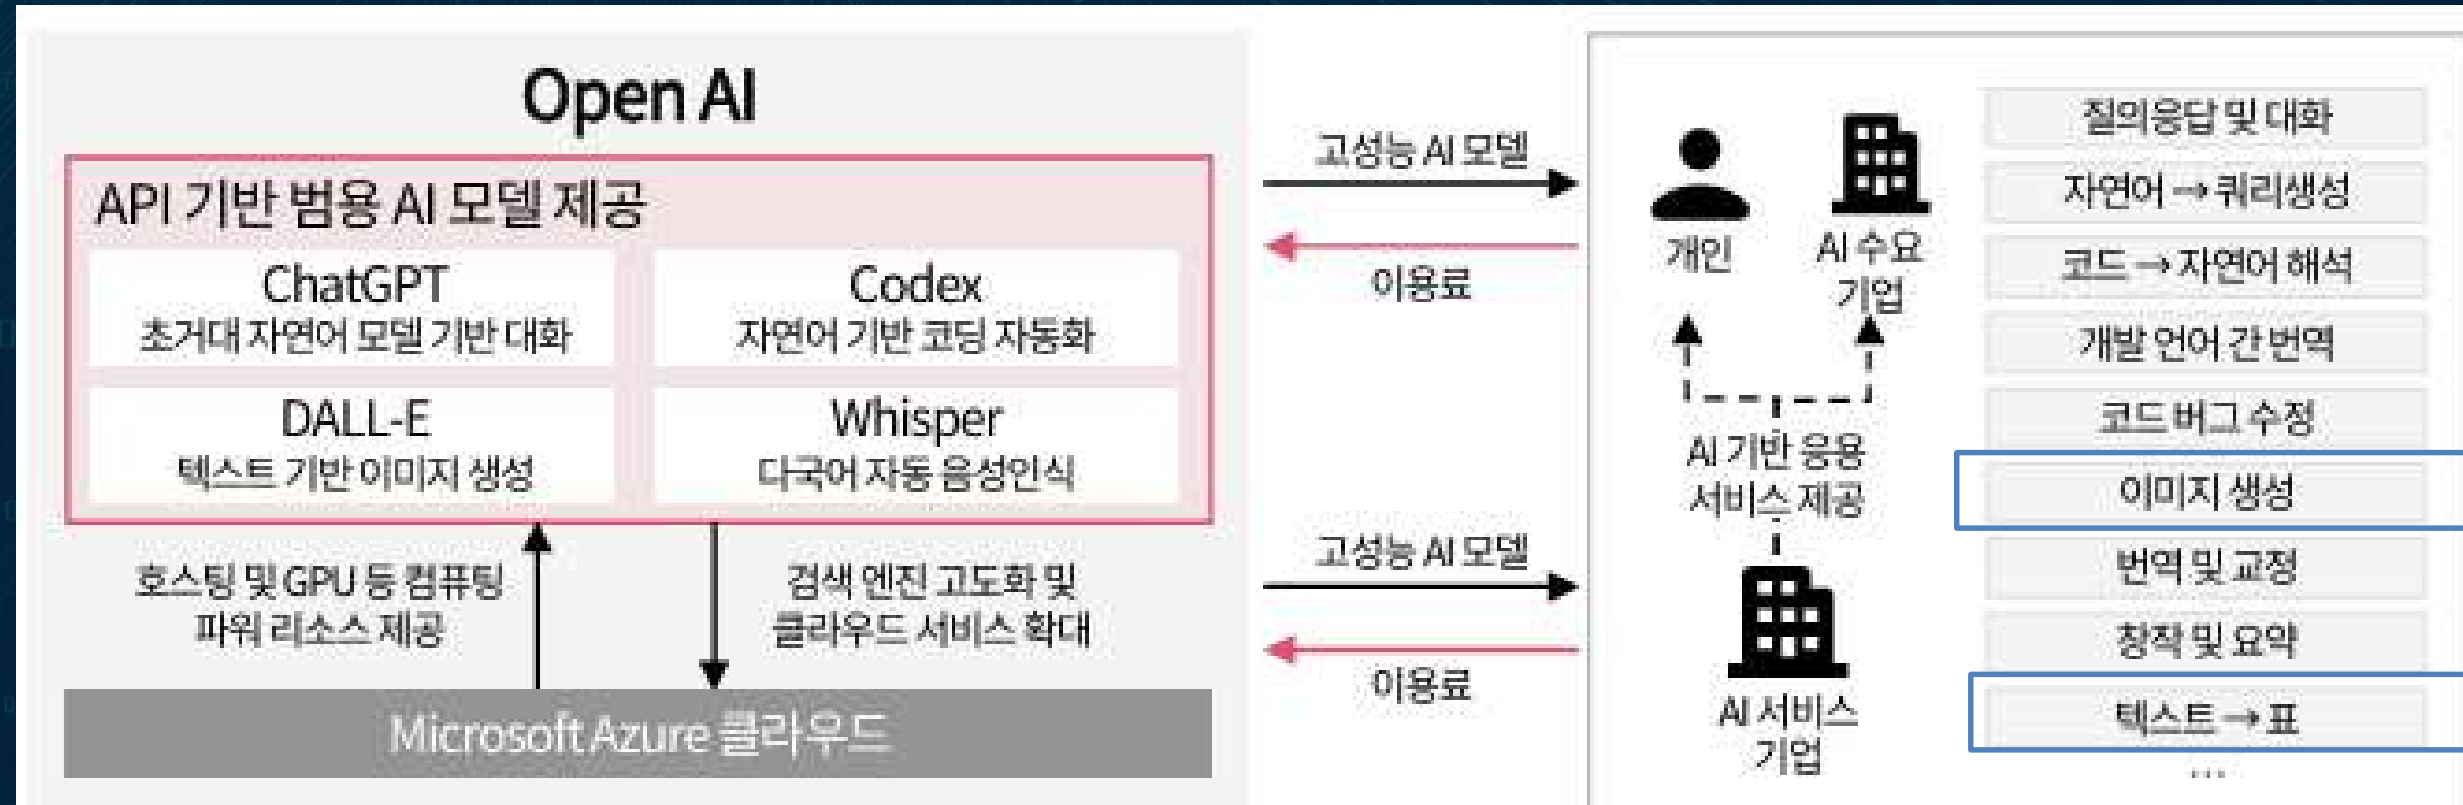 Open AI
API 기반 범용 AI 모델 제공
ChatGPT
초거대 자연어 모델 기반 대화
Codex
자연어 기반 코딩 자동화
DALL-E
텍스트 기반 이미지 생성
Whisper
다국어 자동 음성인식
호스팅 및 GPU 등 컴퓨팅
파워 리소스 제공
검색 엔진 고도화 및
클라우드 서비스 확대
Microsoft Azure 클라우드
고성능 AI 모델
이용료
고성능 AI 모델
이용료
개인
AI 수요
기업
AI 기반 응용
서비스 제공
AI 서비스
기업
질의응답 및 대화
자연어 → 쿼리생성
코드 → 자연어 해석
개발 언어 간 번역
코드 버그 수정
이미지 생성
번역 및 교정
창작 및 요약
텍스트 → 표
...